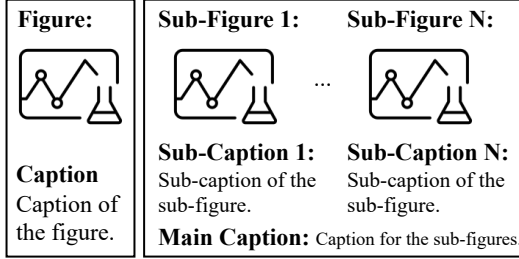 Figure:
Caption
Caption of
the figure.
Sub-Figure 1:
Sub-Figure N:
...
Sub-Caption 1:
Sub-caption of the
sub-figure.
Sub-Caption N:
Sub-caption of the
sub-figure.
Main Caption: Caption for the sub-figures.